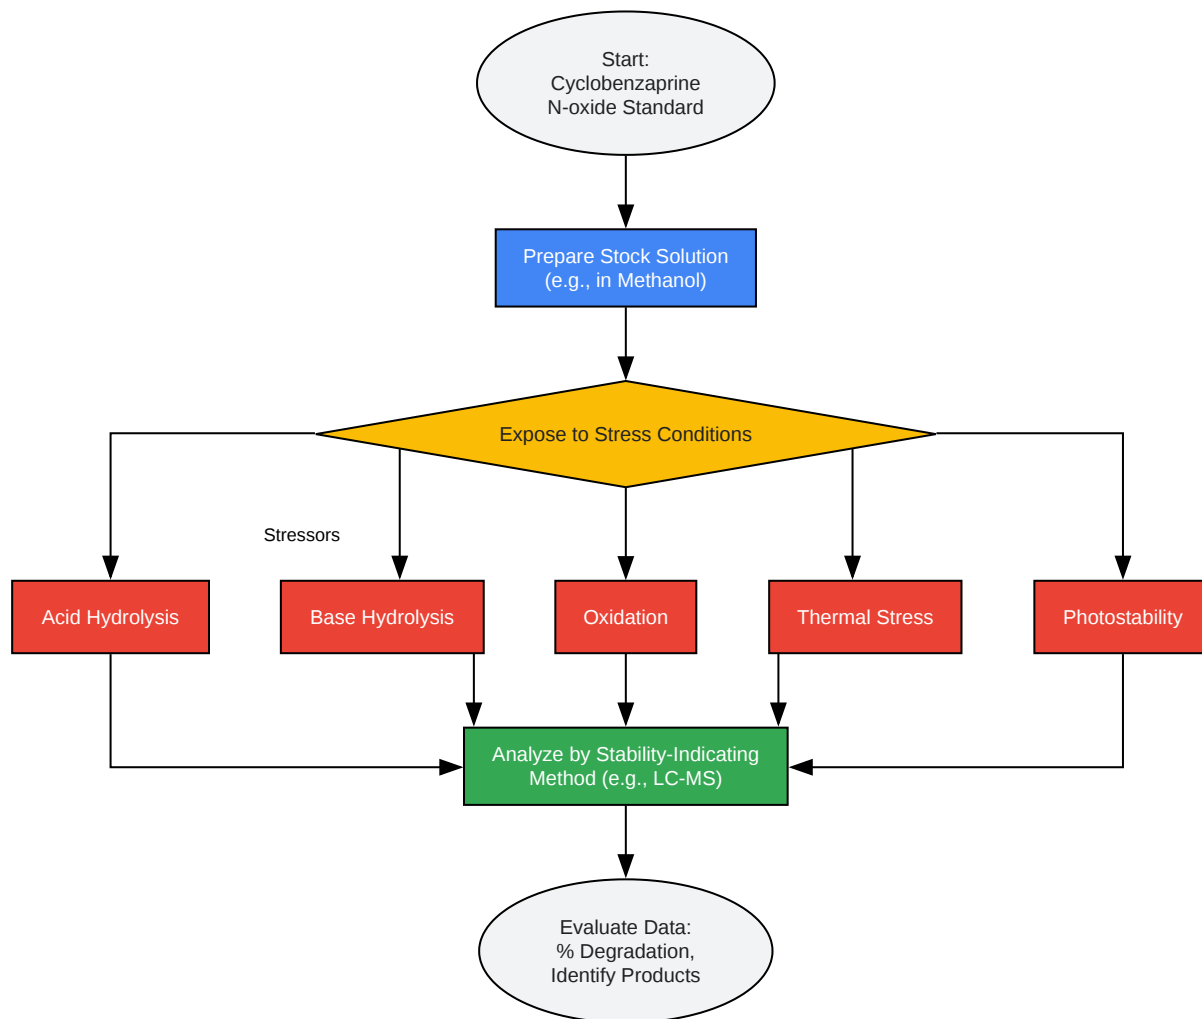 Start:
Cyclobenzaprine
N-oxide Standard
Prepare Stock Solution
(e.g., in Methanol)
Expose to Stress Conditions
Stressors
Acid Hydrolysis
Base Hydrolysis
Oxidation
Thermal Stress
Photostability
Analyze by Stability-Indicating
Method (e.g., LC-MS)
Evaluate Data:
% Degradation,
Identify Products